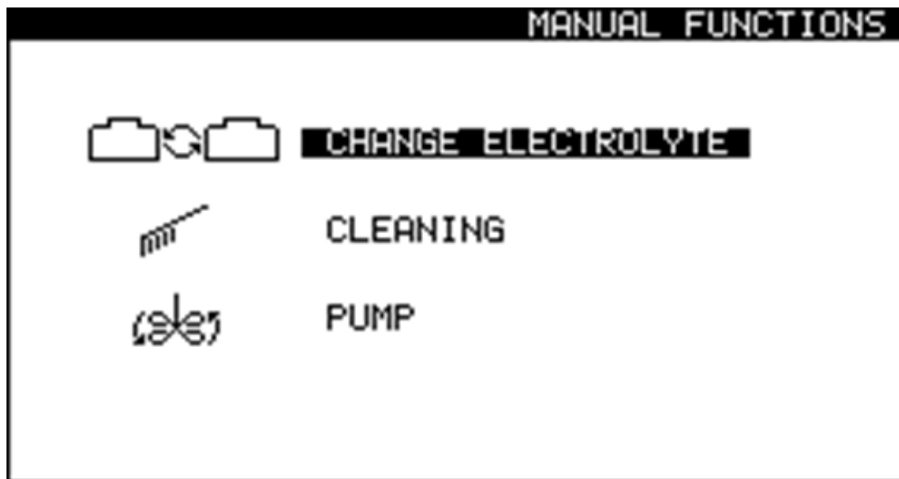 MANUAL FUNCTIONS
CHANGE ELECTROLYTE
CLEANING
PUMP